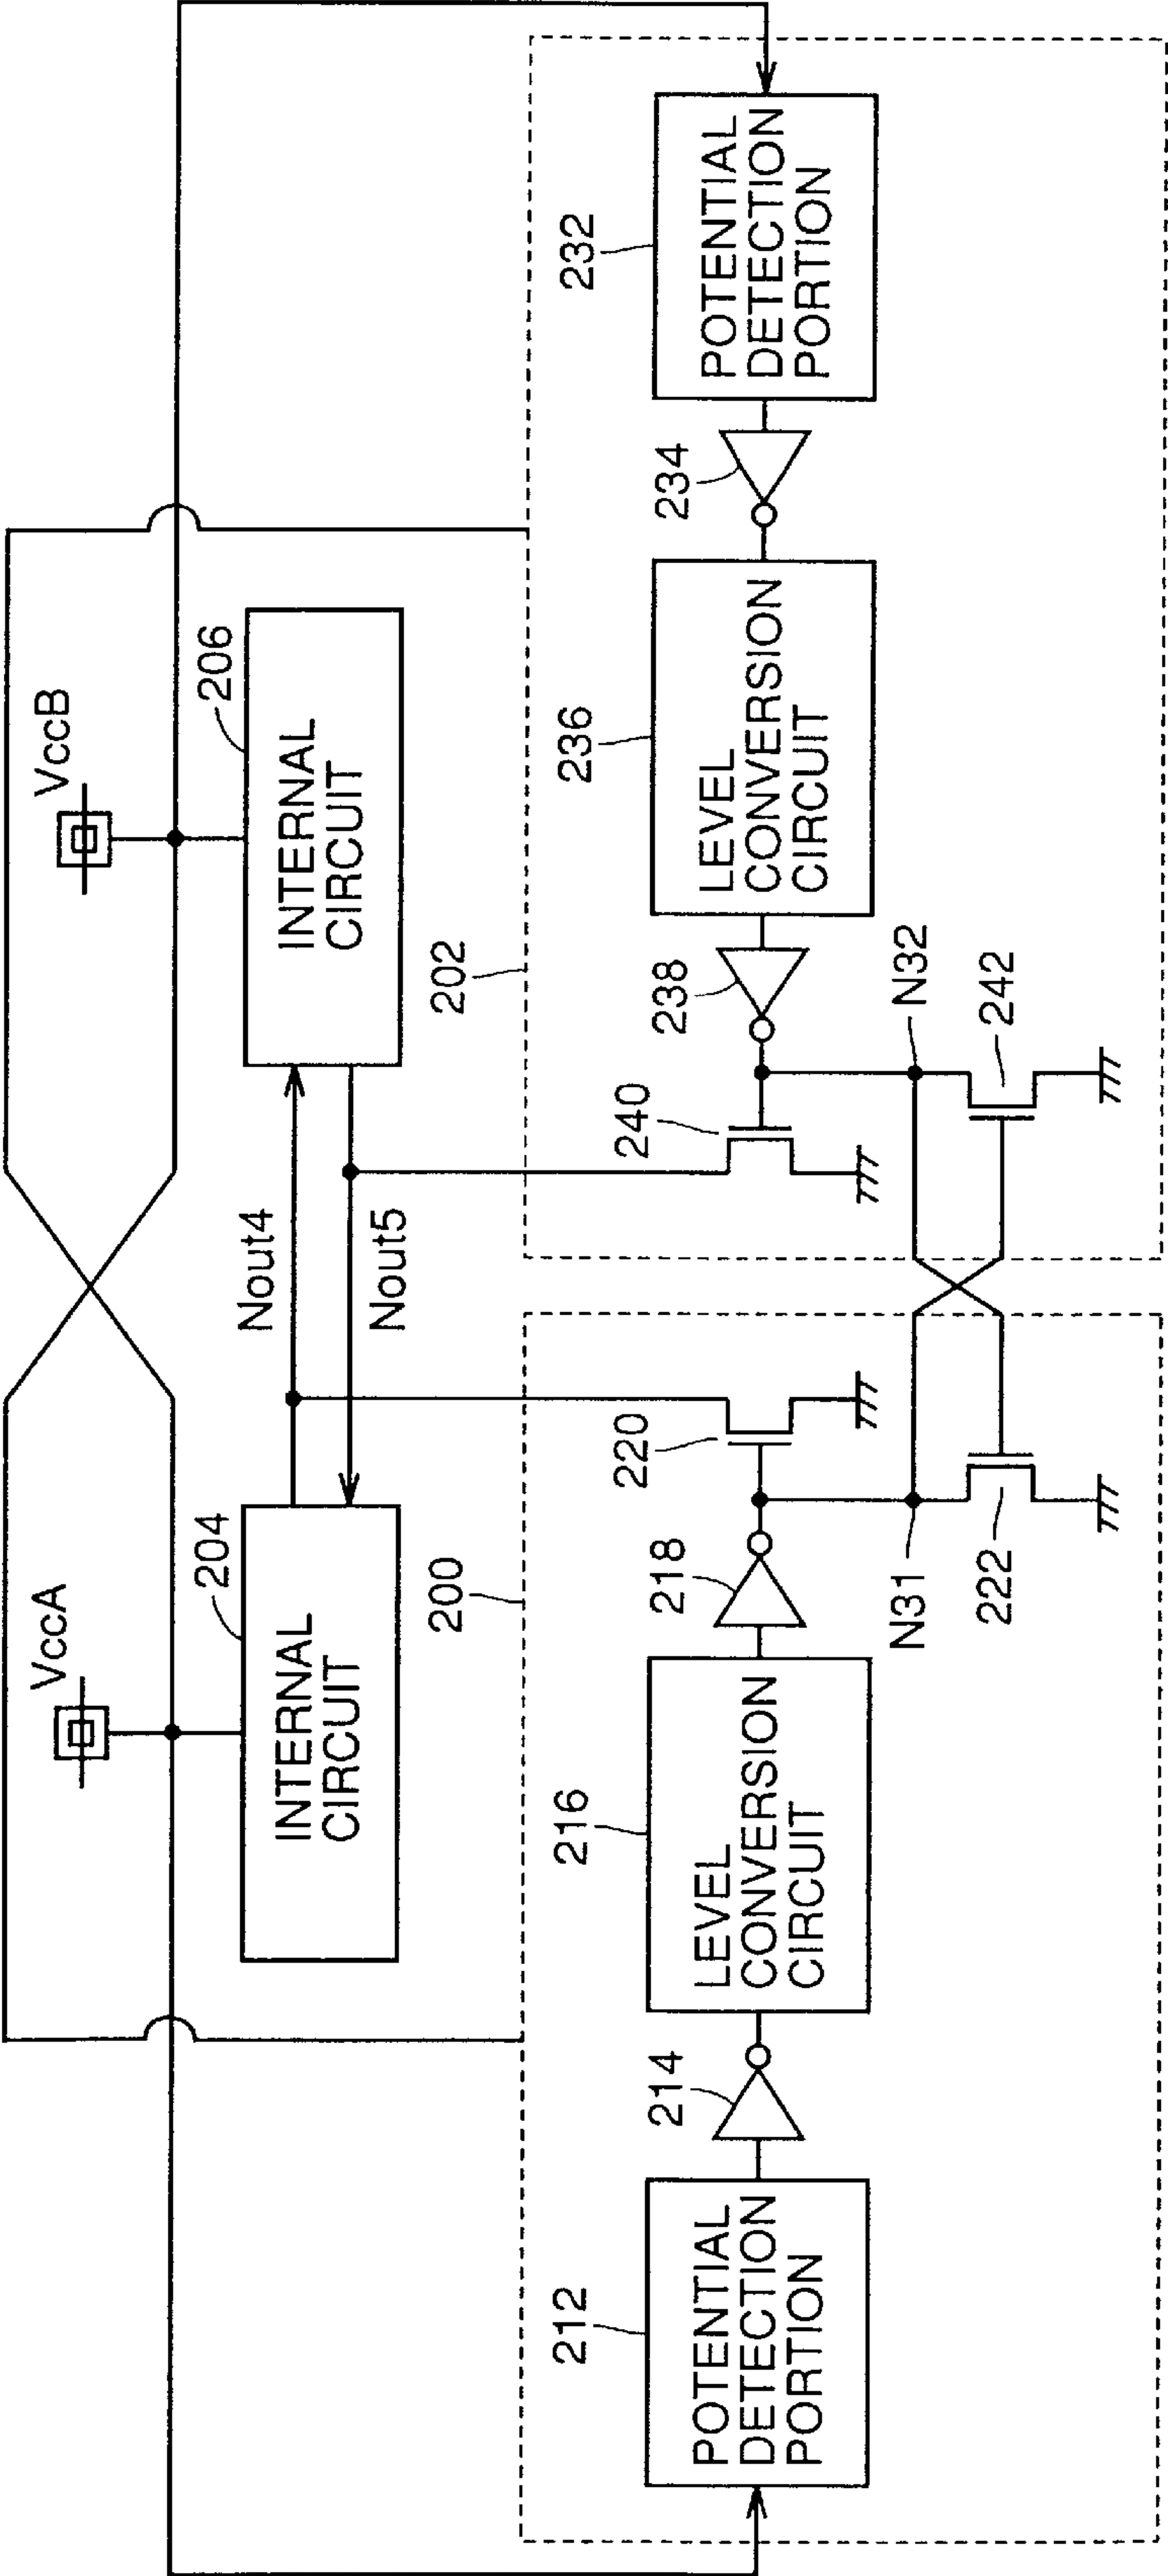 VccA
VccB
204
INTERNAL
CIRCUIT
206
INTERNAL
CIRCUIT
Nout4
Nout5
200
202
212
POTENTIAL
DETECTION
PORTION
214
216
LEVEL
CONVERSION
CIRCUIT
218
220
240
238
236
LEVEL
CONVERSION
CIRCUIT
234
232
POTENTIAL
DETECTION
PORTION
N31
222
N32
242